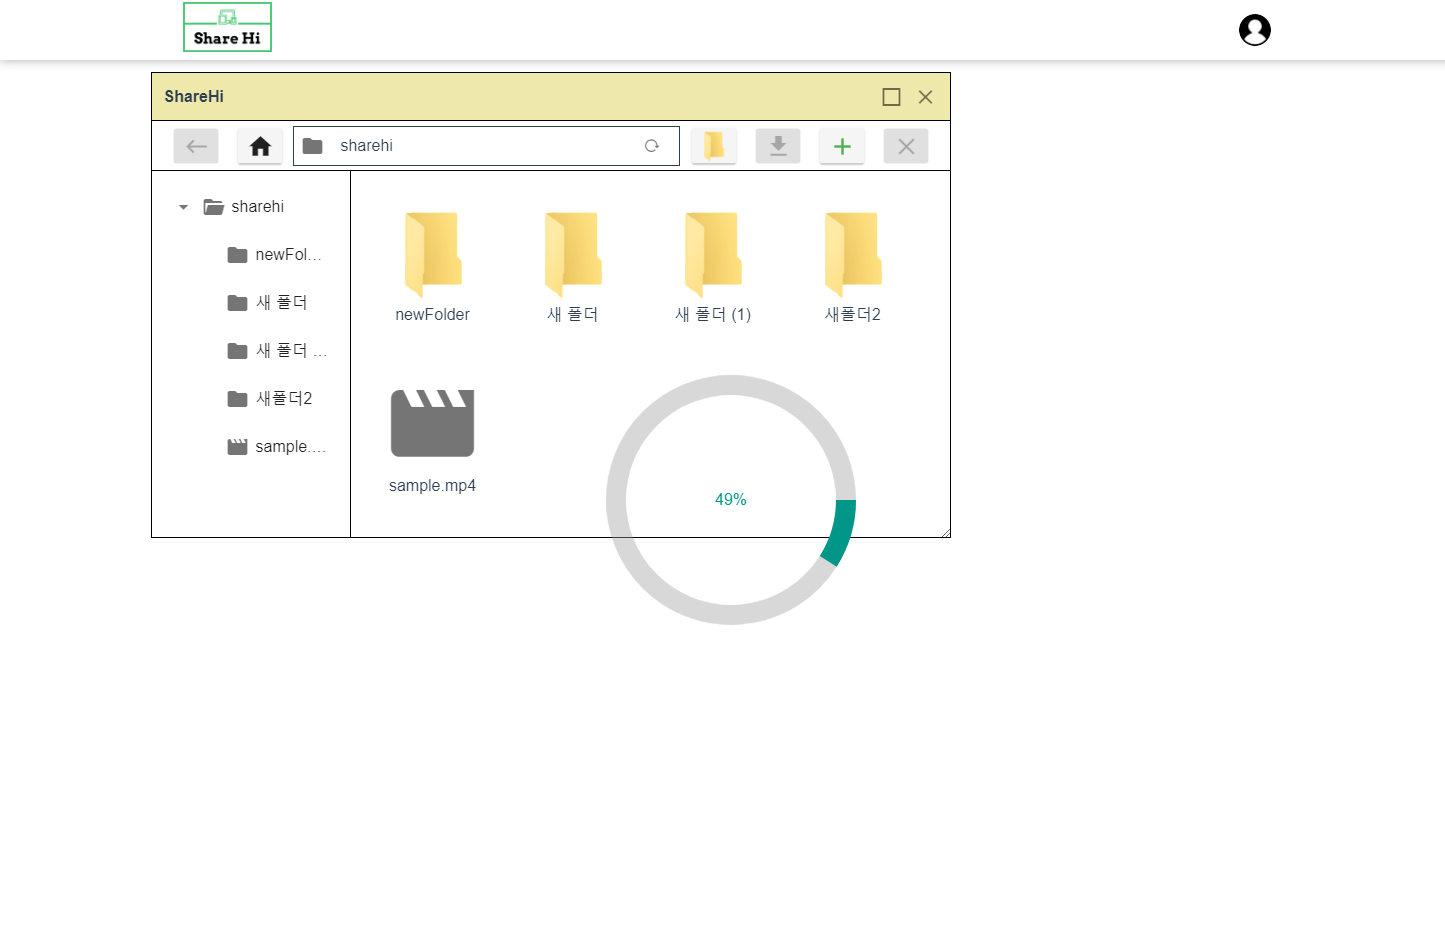 Share Hi
ShareHi
sharehi
sharehi
newFol...
새 폴더
새 폴더 ...
새폴더2
sample....
newFolder
새 폴더
새 폴더 (1)
새폴더2
sample.mp4
49%